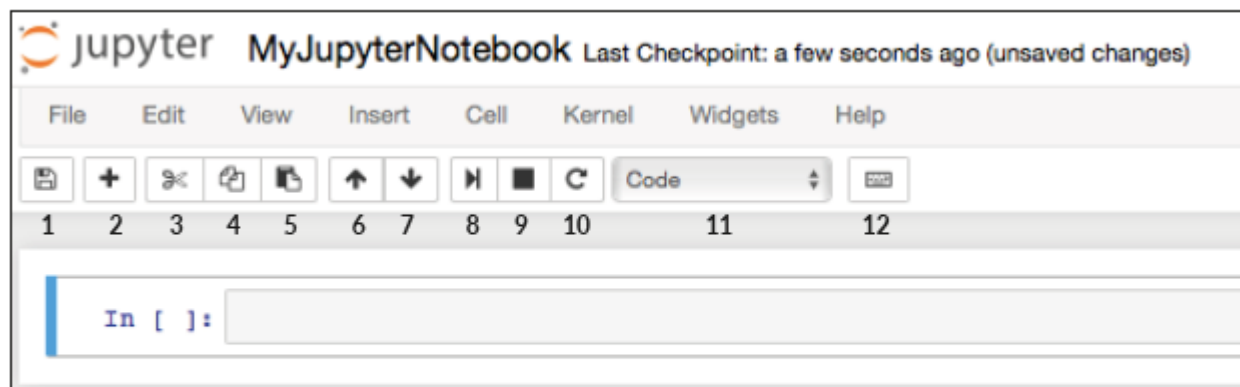 jupyter MyJupyterNotebook Last Checkpoint: a few seconds ago (unsaved changes)
File Edit View Insert Cell Kernel Widgets Help
Code
1 2 3 4 5 6 7 8 9 10 11 12
In [ ]: